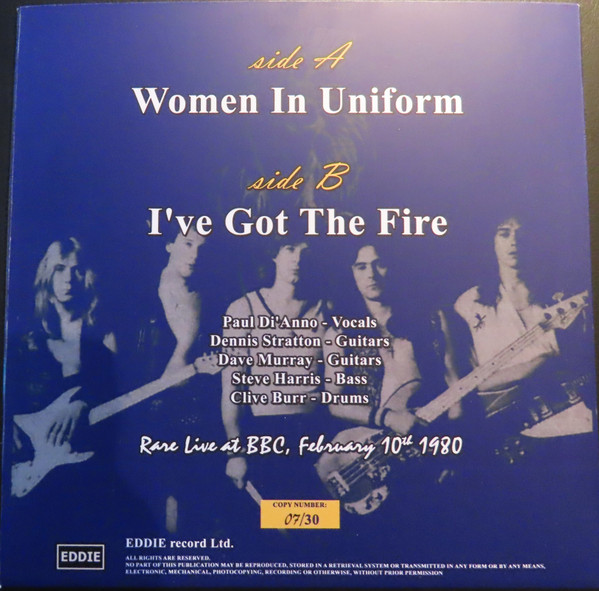 side A
Women In Uniform
side B
I've Got The Fire
Paul Di'Anno - Vocals
Dennis Stratton - Guitars
Dave Murray - Guitars
Steve Harris - Bass
Clive Burr - Drums
Rare Live at BBC, February 10th 1980
COPY NUMBER:
07/30
EDDIE
EDDIE record Ltd.
ALL RIGHTS ARE RESERVED.
NO PART OF THIS PUBLICATION MAY BE REPRODUCED, STORED IN A RETRIEVAL SYSTEM OR TRANSMITTED IN ANY FORM OR BY ANY MEANS,
ELECTRONIC, MECHANICAL, PHOTOCOPYING, RECORDING OR OTHERWISE, WITHOUT PRIOR PERMISSION